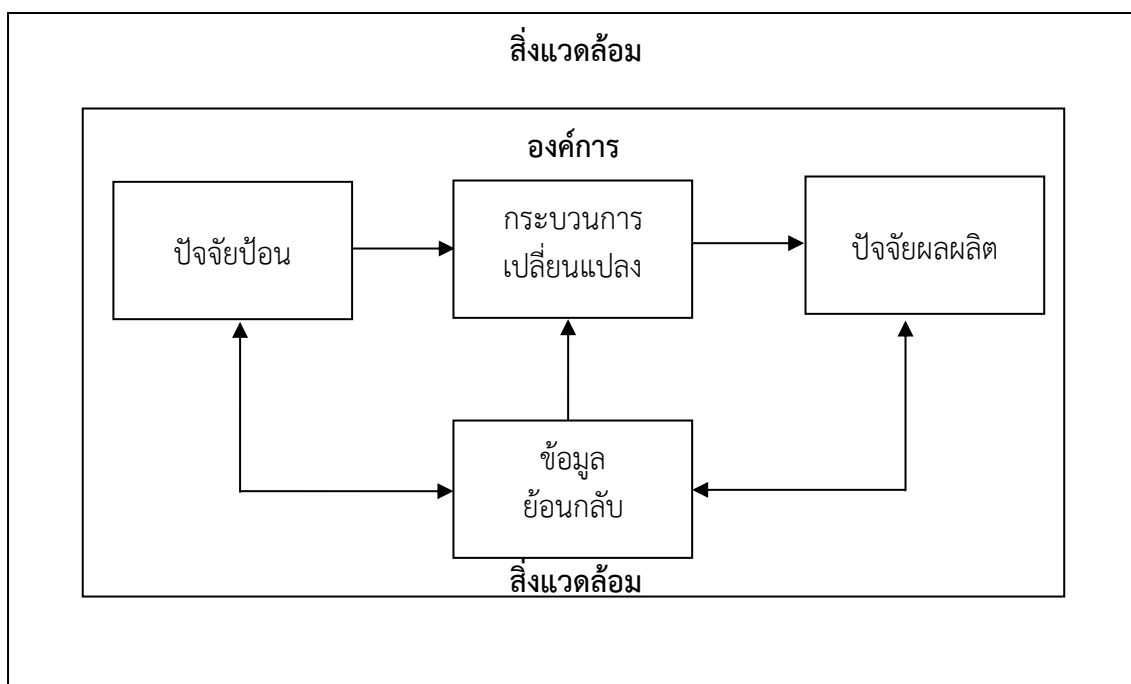 สิ่งแวดล้อม
องค์การ
ปัจจัยป้อน
กระบวนการ
เปลี่ยนแปลง
ปัจจัยผลผลิต
ข้อมูล
ย้อนกลับ
สิ่งแวดล้อม